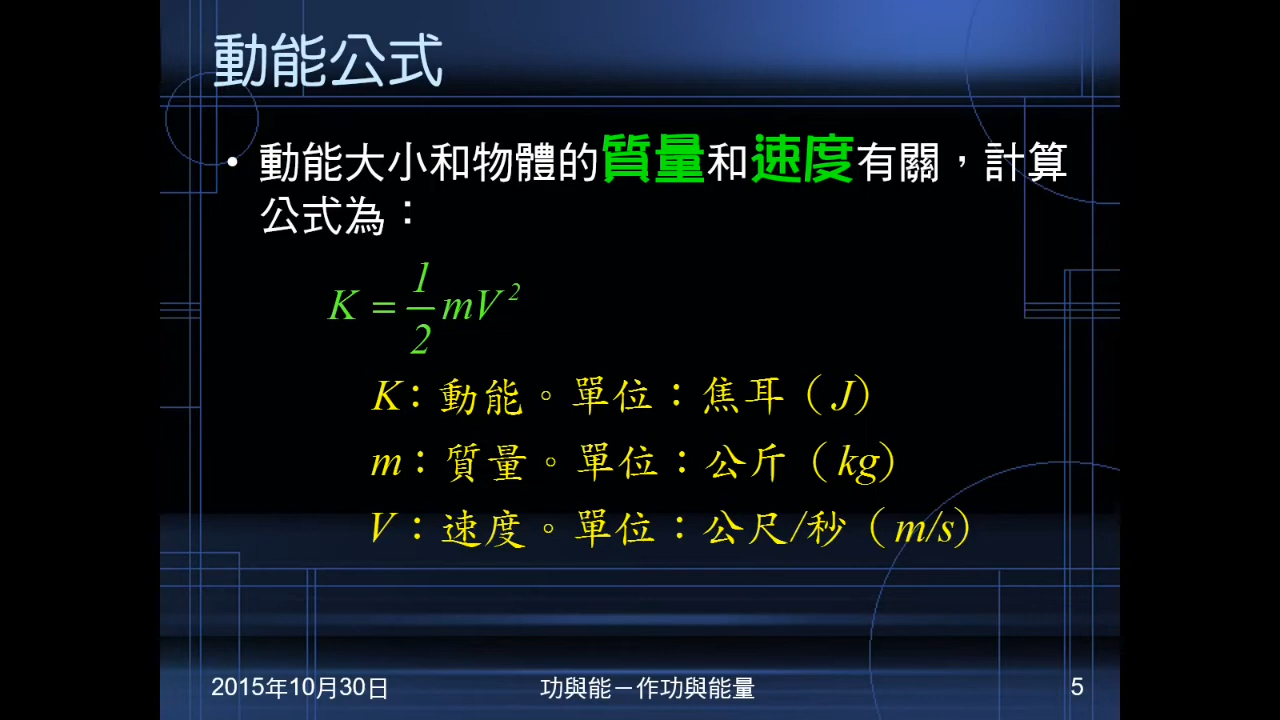 動能公式
• 動能大小和物體的質量和速度有關，計算
公式為：
K = 1/2 mV²
K：動能。單位：焦耳（J）
m：質量。單位：公斤（kg）
V：速度。單位：公尺/秒（m/s）
2015年10月30日 功與能－作功與能量 5